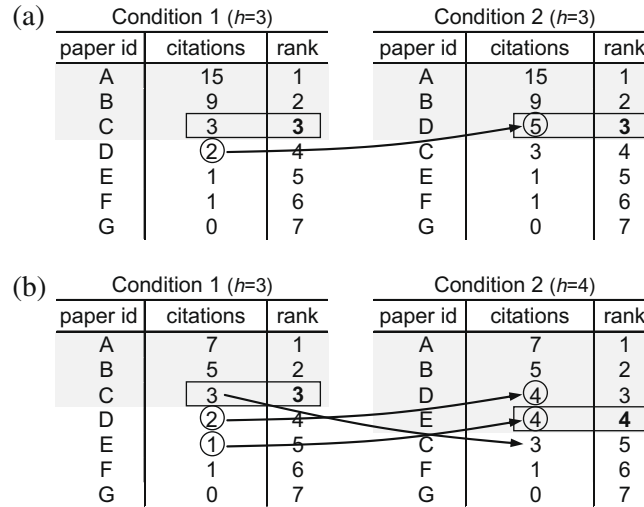 (a) Condition 1 (h=3) Condition 2 (h=3)
paper id citations rank paper id citations rank
A 15 1 A 15 1
B 9 2 B 9 2
C 3 3 D 5 3
D 2 4 C 3 4
E 1 5 E 1 5
F 1 6 F 1 6
G 0 7 G 0 7
(b) Condition 1 (h=3) Condition 2 (h=4)
paper id citations rank paper id citations rank
A 7 1 A 7 1
B 5 2 B 5 2
C 3 3 D 4 3
D 2 4 E 4 4
E 1 5 C 3 5
F 1 6 F 1 6
G 0 7 G 0 7